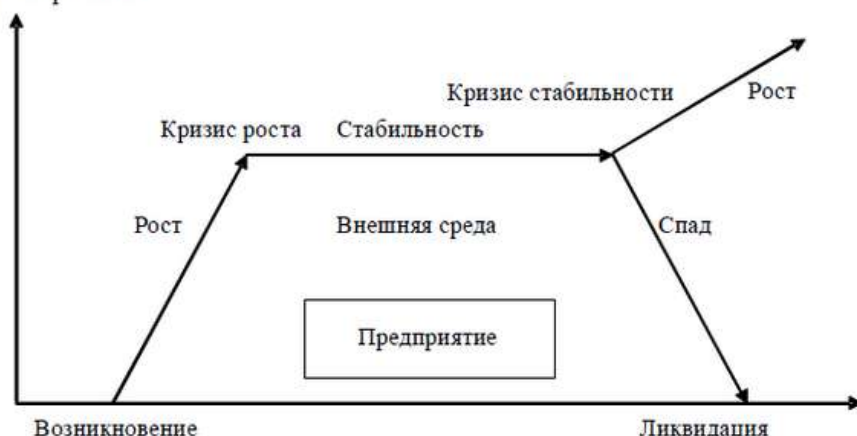 Кризис стабильности
Рост
Кризис роста
Стабильность
Рост
Внешняя среда
Спад
Предприятие
Возникновение
Ликвидация